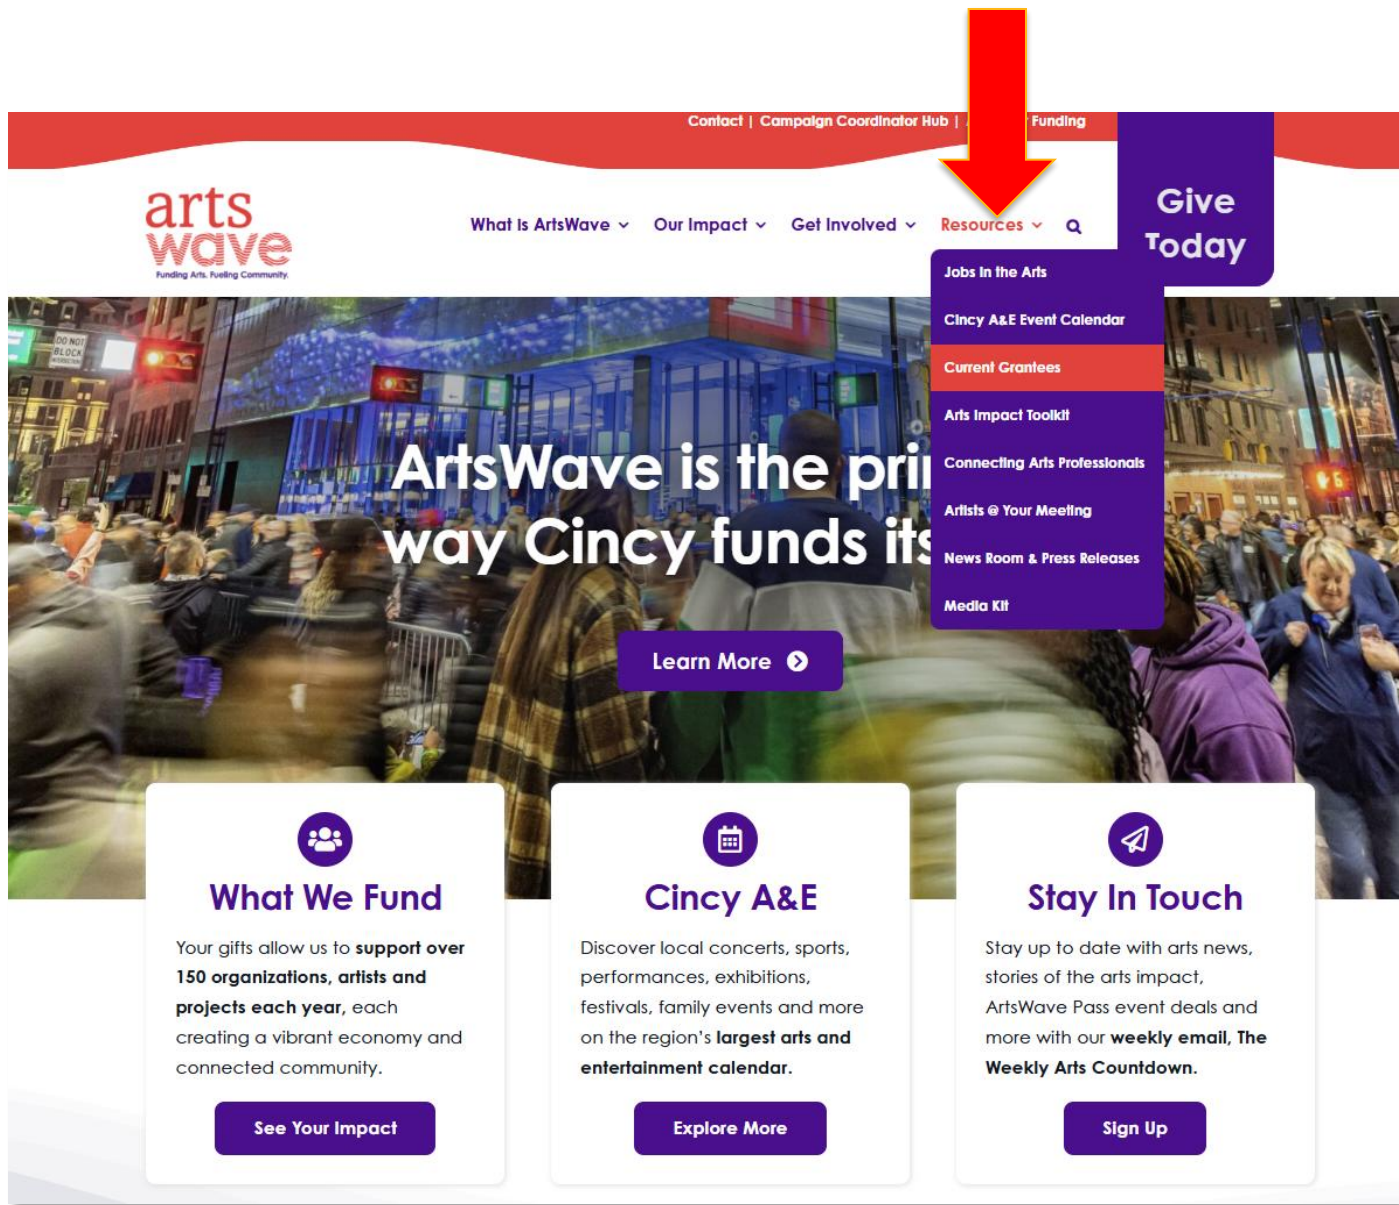 Contact | Campaign Coordinator Hub | Funding
arts
wave
Funding Arts. Fueling Community.
What is ArtsWave
Our Impact
Get Involved
Resources
Give
Today
Jobs in the Arts
Cincy A&E Event Calendar
Current Grantees
Arts Impact Toolkit
Connecting Arts Professionals
Artists @ Your Meeting
News Room & Press Releases
Media Kit
DO NOT
BLOCK
ArtsWave is the pri
way Cincy funds its
Learn More
What We Fund
Your gifts allow us to support over
150 organizations, artists and
projects each year, each
creating a vibrant economy and
connected community.
See Your Impact
Cincy A&E
Discover local concerts, sports,
performances, exhibitions,
festivals, family events and more
on the region's largest arts and
entertainment calendar.
Explore More
Stay In Touch
Stay up to date with arts news,
stories of the arts impact,
ArtsWave Pass event deals and
more with our weekly email, The
Weekly Arts Countdown.
Sign Up